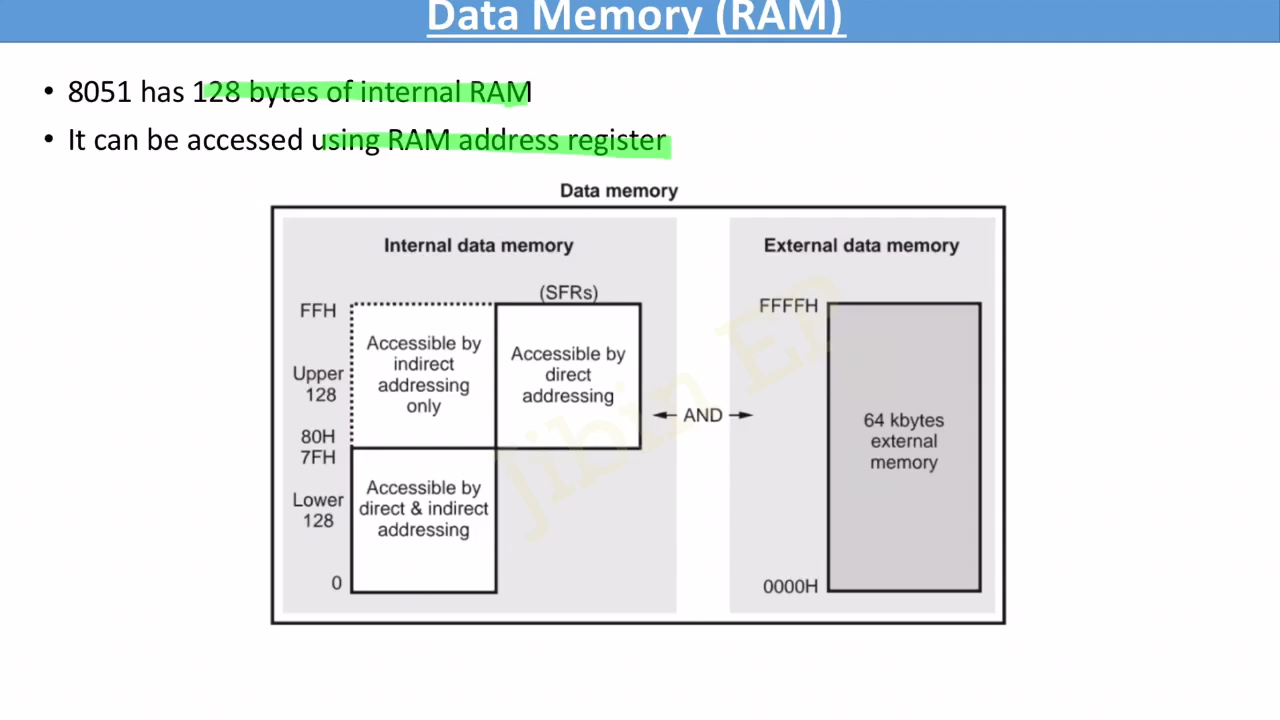 Data Memory (RAM)
• 8051 has 128 bytes of internal RAM
• It can be accessed using RAM address register
Data memory
Internal data memory
External data memory
(SFRs)
FFH
Upper
128
80H
7FH
Lower
128
0
Accessible by
indirect
addressing
only
Accessible by
direct
addressing
Accessible by
direct & indirect
addressing
AND
FFFFH
64 kbytes
external
memory
0000H
Jibin